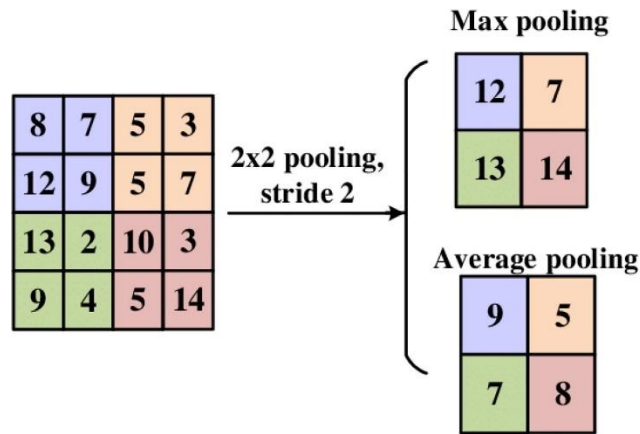 Max pooling
12 7
13 14
8 7 5 3
12 9 5 7
13 2 10 3
9 4 5 14
2x2 pooling,
stride 2
Average pooling
9 5
7 8